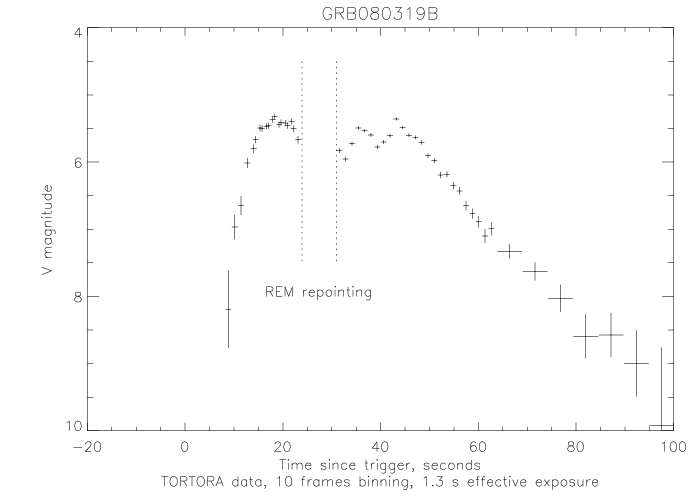 GRB080319B
4
6
8
10
V magnitude
REM repointing
−20 0 20 40 60 80 100
Time since trigger, seconds
TORTORA data, 10 frames binning, 1.3 s effective exposure